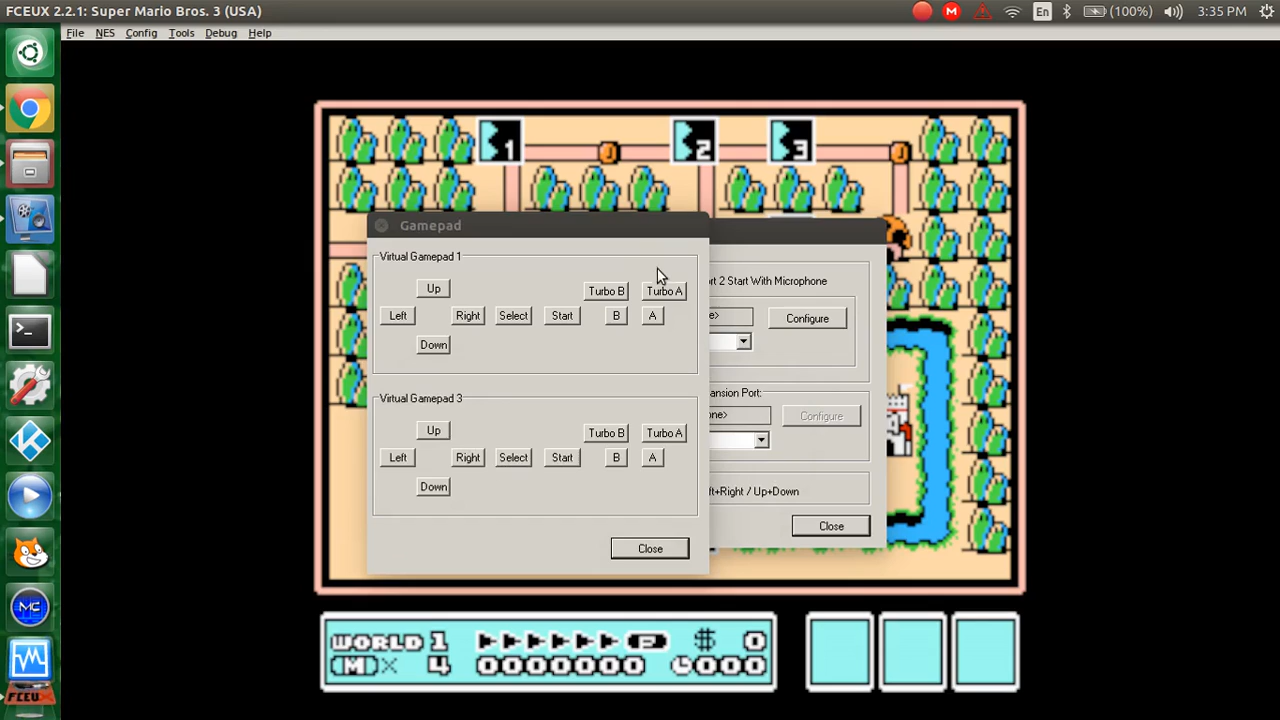 FCEUX 2.2.1: Super Mario Bros. 3 (USA)
M
En
(100%)
3:35 PM
File NES Config Tools Debug Help
1
2
3
Gamepad
Virtual Gamepad 1
Up
Turbo B
Turbo A
Left
Right
Select
Start
B
A
Down
Virtual Gamepad 3
Up
Turbo B
Turbo A
Left
Right
Select
Start
B
A
Down
Close
ort 2 Start With Microphone
e>
Configure
ansion Port:
one>
Configure
ft+Right / Up+Down
Close
WORLD 1
P
$ 0
(M)× 4
0000000
000
MC
FCEUX